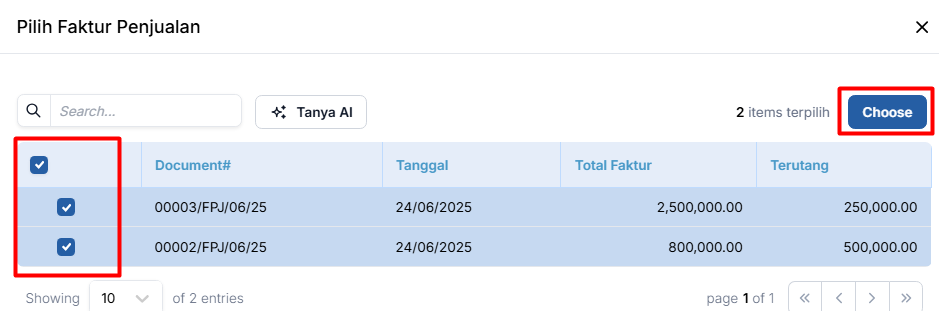 Pilih Faktur Penjualan
Search... Tanya AI 2 items terpilih Choose
Document# Tanggal Total Faktur Terutang
00003/FPJ/06/25 24/06/2025 2,500,000.00 250,000.00
00002/FPJ/06/25 24/06/2025 800,000.00 500,000.00
Showing 10 of 2 entries page 1 of 1